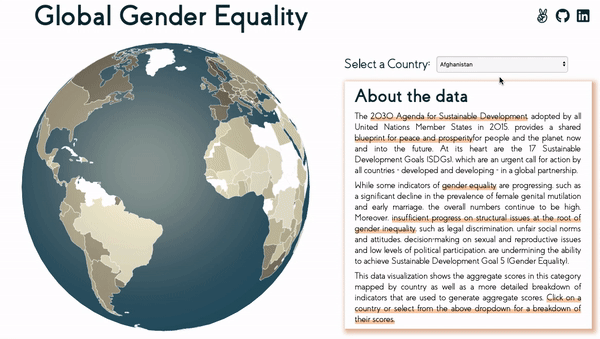 Global Gender Equality
Select a Country:
Afghanistan
About the data
The 2030 Agenda for Sustainable Development, adopted by all
United Nations Member States in 2015, provides a shared
blueprint for peace and prosperityfor people and the planet, now
and into the future. At its heart are the 17 Sustainable
Development Goals (SDGs), which are an urgent call for action by
all countries - developed and developing - in a global partnership.
While some indicators of gender equality are progressing, such as
a significant decline in the prevalence of female genital mutilation
and early marriage, the overall numbers continue to be high.
Moreover, insufficient progress on structural issues at the root of
gender inequality, such as legal discrimination, unfair social norms
and attitudes, decision-making on sexual and reproductive issues
and low levels of political participation, are undermining the ability
to achieve Sustainable Development Goal 5 (Gender Equality).
This data visualization shows the aggregate scores in this category
mapped by country as well as a more detailed breakdown of
indicators that are used to generate aggregate scores. Click on a
country or select from the above dropdown for a breakdown of
their scores.